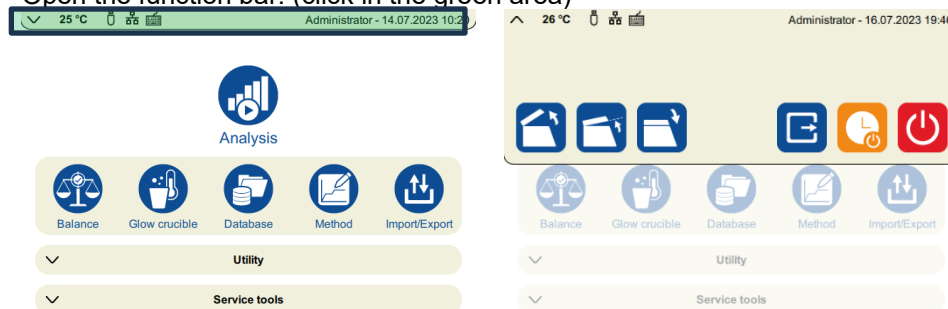 Open the function bar. (click in the green area)
25 °C
Administrator - 14.07.2023 10:20
Analysis
Balance
Glow crucible
Database
Method
Import/Export
Utility
Service tools
26 °C
Administrator - 16.07.2023 19:46
Balance
Glow crucible
Database
Method
Import/Export
Utility
Service tools